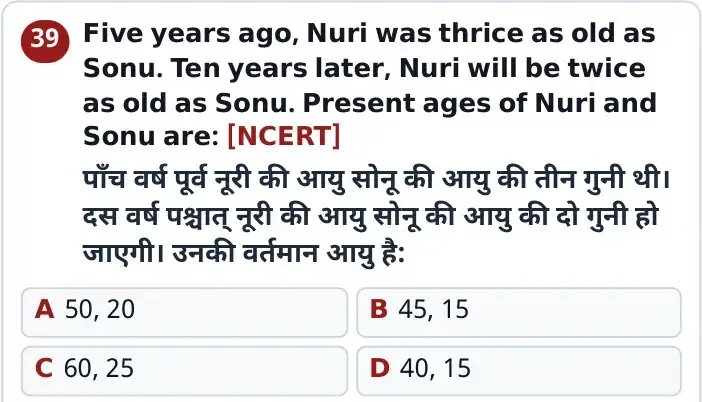 39 Five years ago, Nuri was thrice as old as
Sonu. Ten years later, Nuri will be twice
as old as Sonu. Present ages of Nuri and
Sonu are: [NCERT]
पाँच वर्ष पूर्व नूरी की आयु सोनू की आयु की तीन गुनी थी।
दस वर्ष पश्चात् नूरी की आयु सोनू की आयु की दो गुनी हो
जाएगी। उनकी वर्तमान आयु है:
A 50, 20
B 45, 15
C 60, 25
D 40, 15